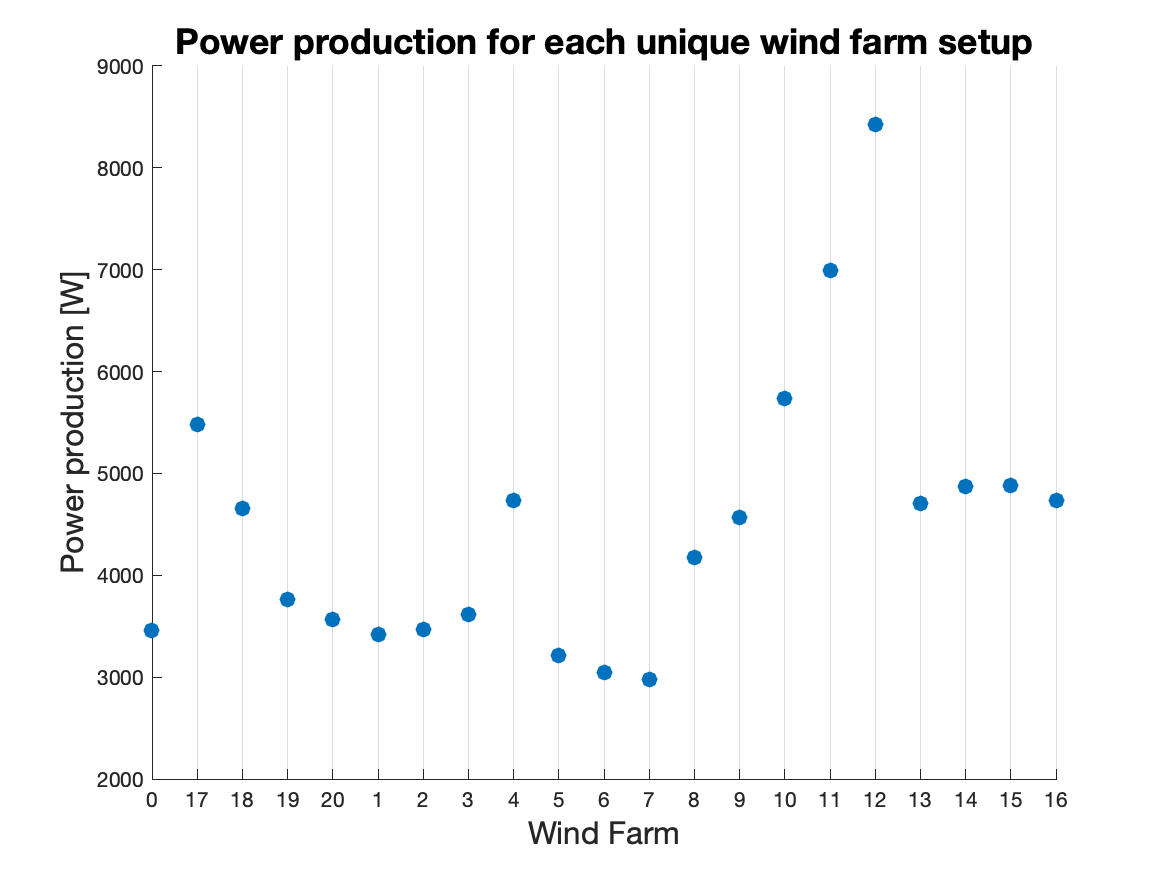 Power production for each unique wind farm setup
9000
8000
7000
6000
5000
4000
3000
2000
Power production [W]
0 17 18 19 20 1 2 3 4 5 6 7 8 9 10 11 12 13 14 15 16
Wind Farm